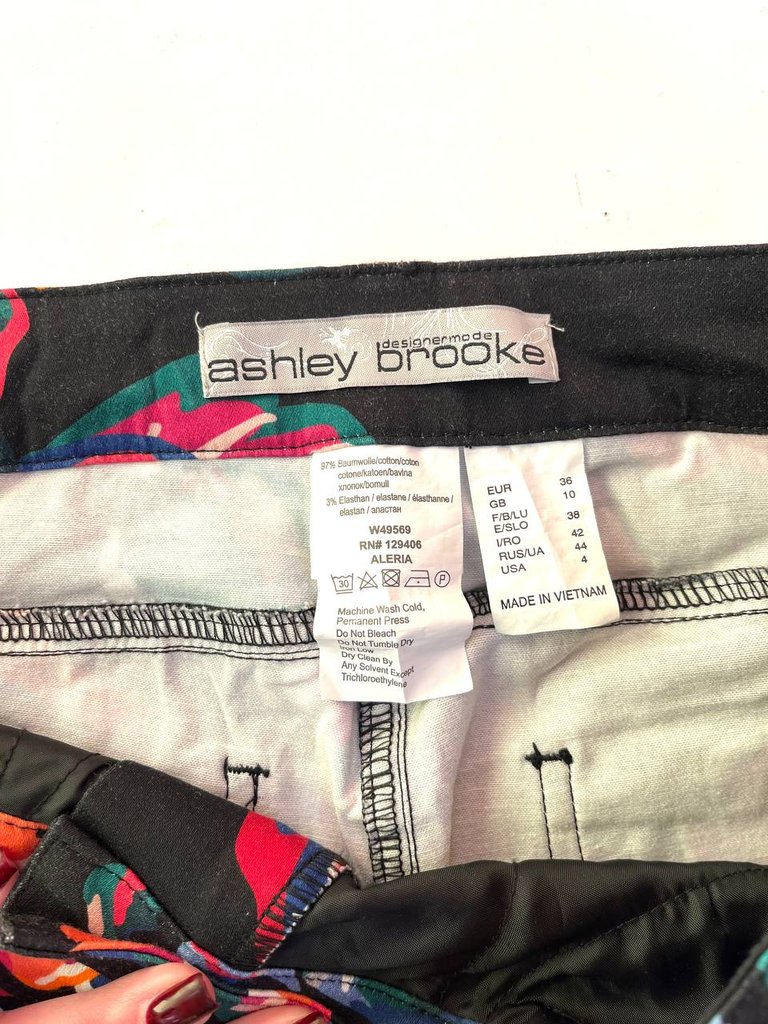 designermode
ashley brooke
97% Baumwolle/cotton/coton
cotone/katoen/bavlna
хлопок/bomull
3% Elasthan / elastane / élasthanne /
elastan / эластан
W49569
RN# 129406
ALERIA
30 P
Machine Wash Cold,
Permanent Press
Do Not Bleach
Do Not Tumble Dry
Iron Low
Dry Clean By
Any Solvent Except
Trichloroethylene
EUR 36
GB 10
F/B/LU 38
E/SLO
I/RO 42
RUS/UA 44
USA 4
MADE IN VIETNAM